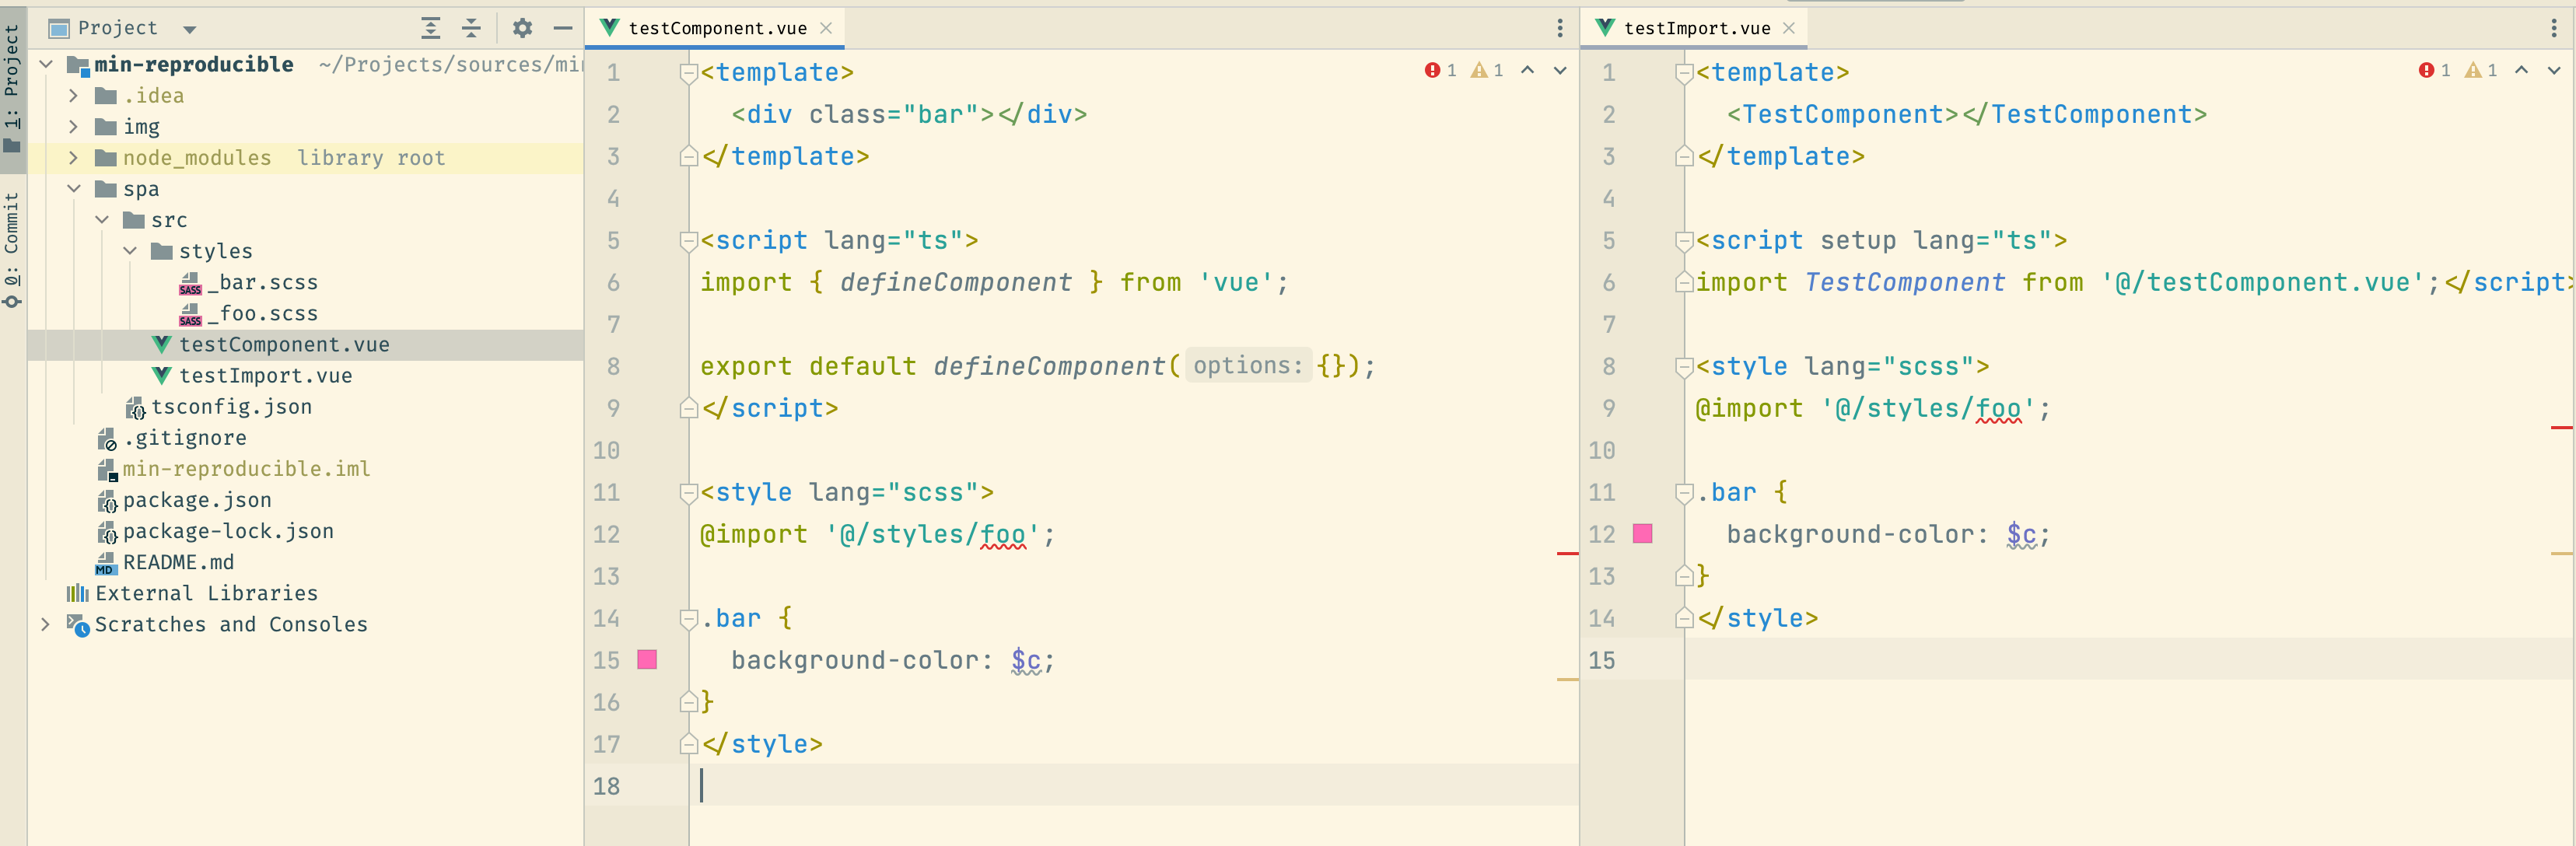 1: Project
0: Commit
Project
min-reproducible ~/Projects/sources/mi
.idea
img
node_modules library root
spa
src
styles
_bar.scss
_foo.scss
testComponent.vue
testImport.vue
tsconfig.json
.gitignore
min-reproducible.iml
package.json
package-lock.json
README.md
External Libraries
Scratches and Consoles
testComponent.vue
1 1
1 <template>
2 <div class="bar"></div>
3 </template>
4
5 <script lang="ts">
6 import { defineComponent } from 'vue';
7
8 export default defineComponent( options: {});
9 </script>
10
11 <style lang="scss">
12 @import '@/styles/foo';
13
14 .bar {
15 background-color: $c;
16 }
17 </style>
18
testImport.vue
1 1
1 <template>
2 <TestComponent></TestComponent>
3 </template>
4
5 <script setup lang="ts">
6 import TestComponent from '@/testComponent.vue';</script>
7
8 <style lang="scss">
9 @import '@/styles/foo';
10
11 .bar {
12 background-color: $c;
13 }
14 </style>
15